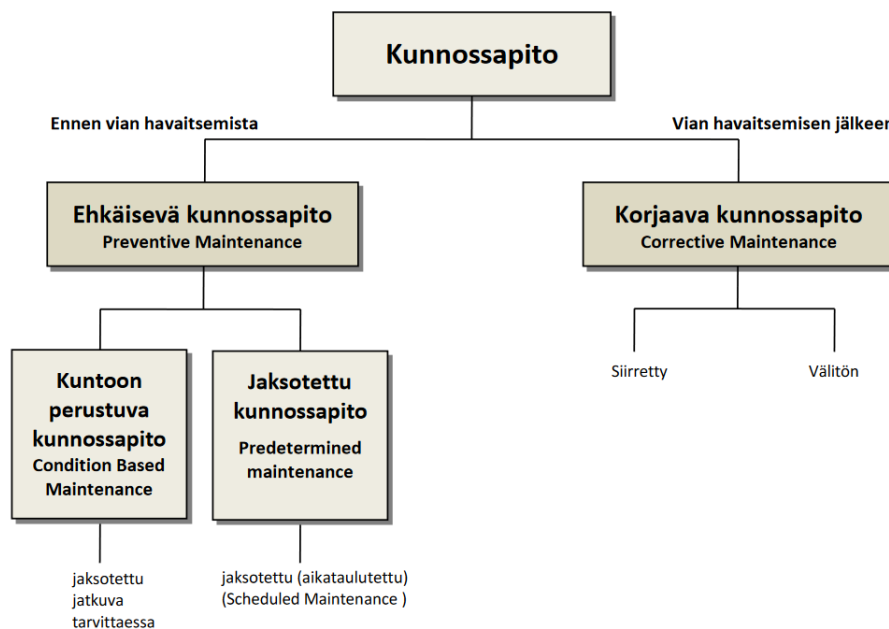 Kunnossapito
Ennen vian havaitsemista
Vian havaitsemisen jälkeen
Ehkäisevä kunnossapito
Preventive Maintenance
Korjaava kunnossapito
Corrective Maintenance
Kuntoon
perustuva
kunnossapito
Condition Based
Maintenance
Jaksotettu
kunnossapito
Predetermined
maintenance
Siirretty
Välitön
jaksotettu
jatkuva
tarvittaessa
jaksotettu (aikataulutettu)
(Scheduled Maintenance )